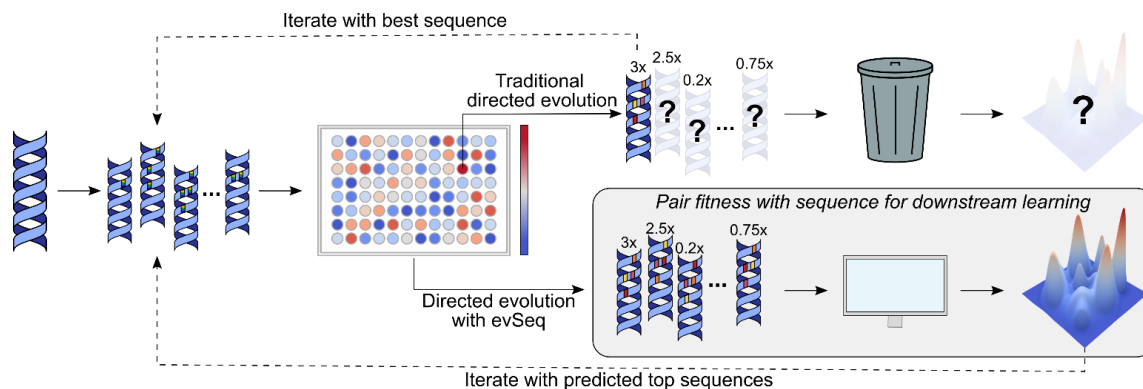 Iterate with best sequence
Traditional
directed evolution
3x
2.5x
0.2x
0.75x
?
?
...
?
?
Directed evolution
with evSeq
Pair fitness with sequence for downstream learning
3x
2.5x
0.2x
0.75x
...
...
Iterate with predicted top sequences